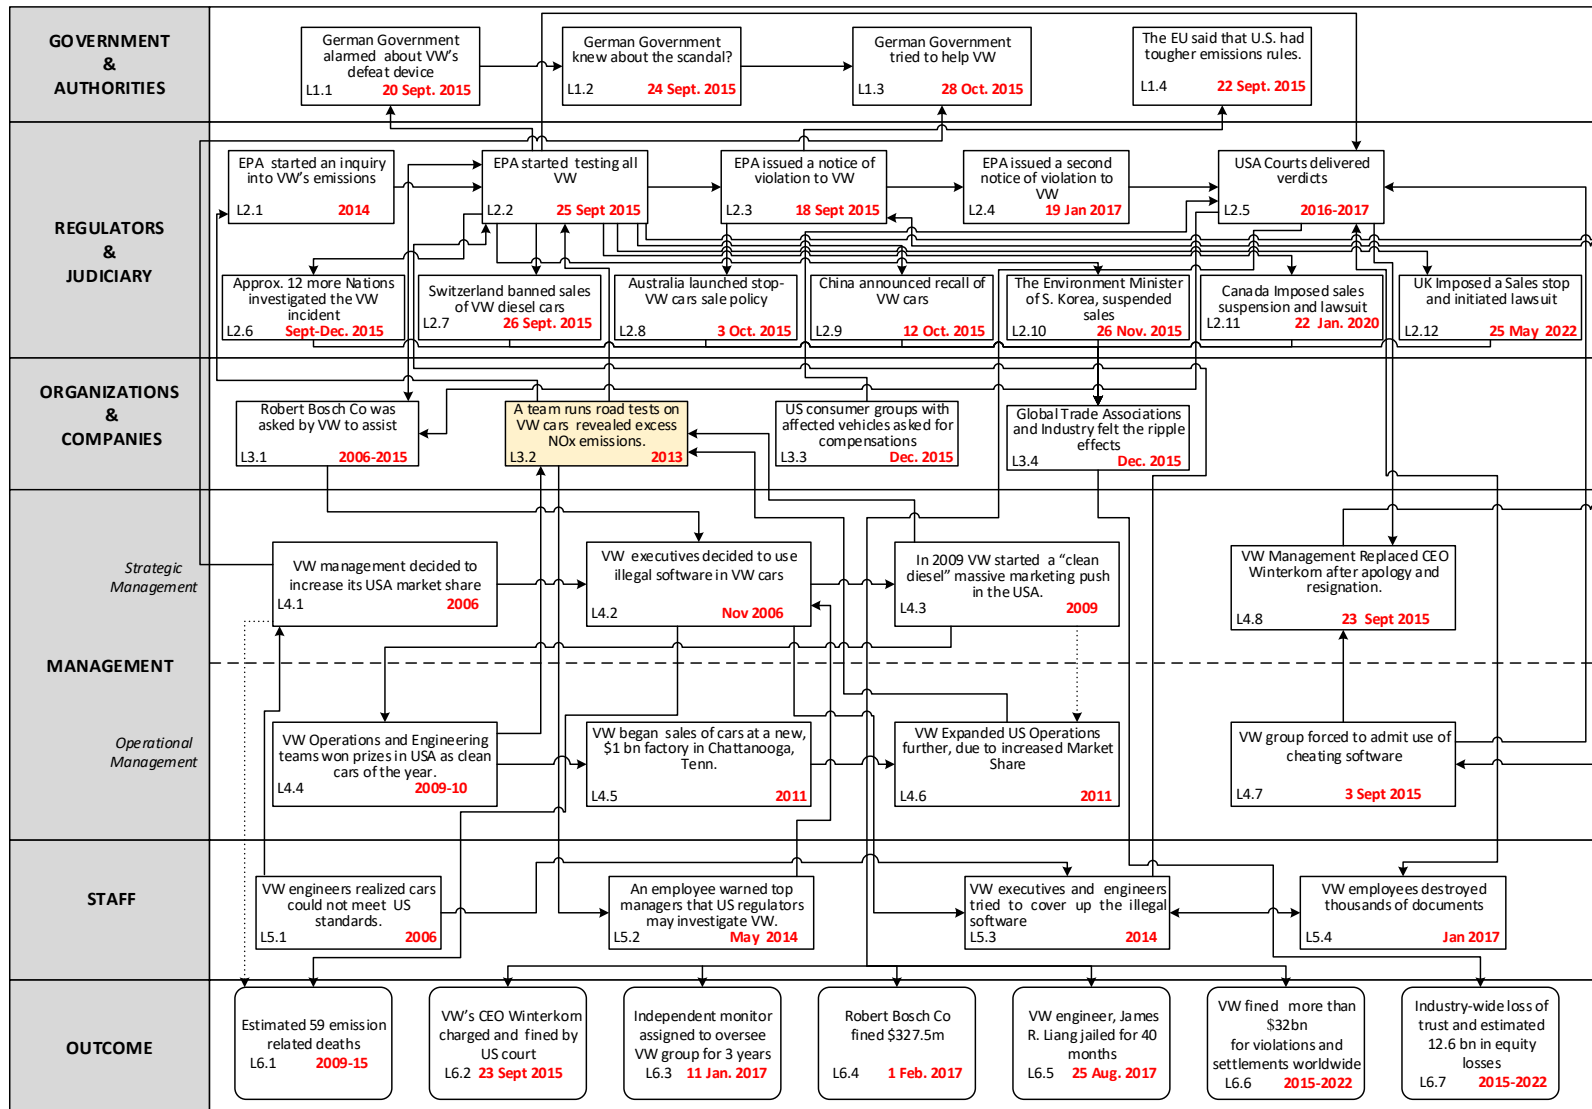 GOVERNMENT
&
AUTHORITIES
German Government
alarmed about VW's
defeat device
L1.1 20 Sept. 2015
German Government
knew about the scandal?
L1.2 24 Sept. 2015
German Government
tried to help VW
L1.3 28 Oct. 2015
The EU said that U.S. had
tougher emissions rules.
L1.4 22 Sept. 2015
REGULATORS
&
JUDICIARY
EPA started an inquiry
into VW's emissions
L2.1 2014
EPA started testing all
VW
L2.2 25 Sept 2015
EPA issued a notice of
violation to VW
L2.3 18 Sept 2015
EPA issued a second
notice of violation to
VW
L2.4 19 Jan 2017
USA Courts delivered
verdicts
L2.5 2016-2017
Approx. 12 more Nations
investigated the VW
incident
L2.6 Sept-Dec. 2015
Switzerland banned sales
of VW diesel cars
L2.7 26 Sept. 2015
Australia launched stop-
VW cars sale policy
L2.8 3 Oct. 2015
China announced recall of
VW cars
L2.9 12 Oct. 2015
The Environment Minister
of S. Korea, suspended
sales
L2.10 26 Nov. 2015
Canada Imposed sales
suspension and lawsuit
L2.11 22 Jan. 2020
UK Imposed a Sales stop
and initiated lawsuit
L2.12 25 May 2022
ORGANIZATIONS
&
COMPANIES
Robert Bosch Co was
asked by VW to assist
L3.1 2006-2015
A team runs road tests on
VW cars revealed excess
NOx emissions.
L3.2 2013
US consumer groups with
affected vehicles asked for
compensations
L3.3 Dec. 2015
Global Trade Associations
and Industry felt the ripple
effects
L3.4 Dec. 2015
MANAGEMENT
Strategic
Management
VW management decided to
increase its USA market share
L4.1 2006
VW executives decided to use
illegal software in VW cars
L4.2 Nov 2006
In 2009 VW started a "clean
diesel" massive marketing push
in the USA.
L4.3 2009
VW Management Replaced CEO
Winterkom after apology and
resignation.
L4.8 23 Sept 2015
Operational
Management
VW Operations and Engineering
teams won prizes in USA as clean
cars of the year.
L4.4 2009-10
VW began sales of cars at a new,
$1 bn factory in Chattanooga,
Tenn.
L4.5 2011
VW Expanded US Operations
further, due to increased Market
Share
L4.6 2011
VW group forced to admit use of
cheating software
L4.7 3 Sept 2015
STAFF
VW engineers realized cars
could not meet US
standards.
L5.1 2006
An employee warned top
managers that US regulators
may investigate VW.
L5.2 May 2014
VW executives and engineers
tried to cover up the illegal
software
L5.3 2014
VW employees destroyed
thousands of documents
L5.4 Jan 2017
OUTCOME
Estimated 59 emission
related deaths
L6.1 2009-15
VW's CEO Winterkom
charged and fined by
US court
L6.2 23 Sept 2015
Independent monitor
assigned to oversee
VW group for 3 years
L6.3 11 Jan. 2017
Robert Bosch Co
fined $327.5m
L6.4 1 Feb. 2017
VW engineer, James
R. Liang jailed for 40
months
L6.5 25 Aug. 2017
VW fined more than
$32bn
for violations and
settlements worldwide
L6.6 2015-2022
Industry-wide loss of
trust and estimated
12.6 bn in equity
losses
L6.7 2015-2022